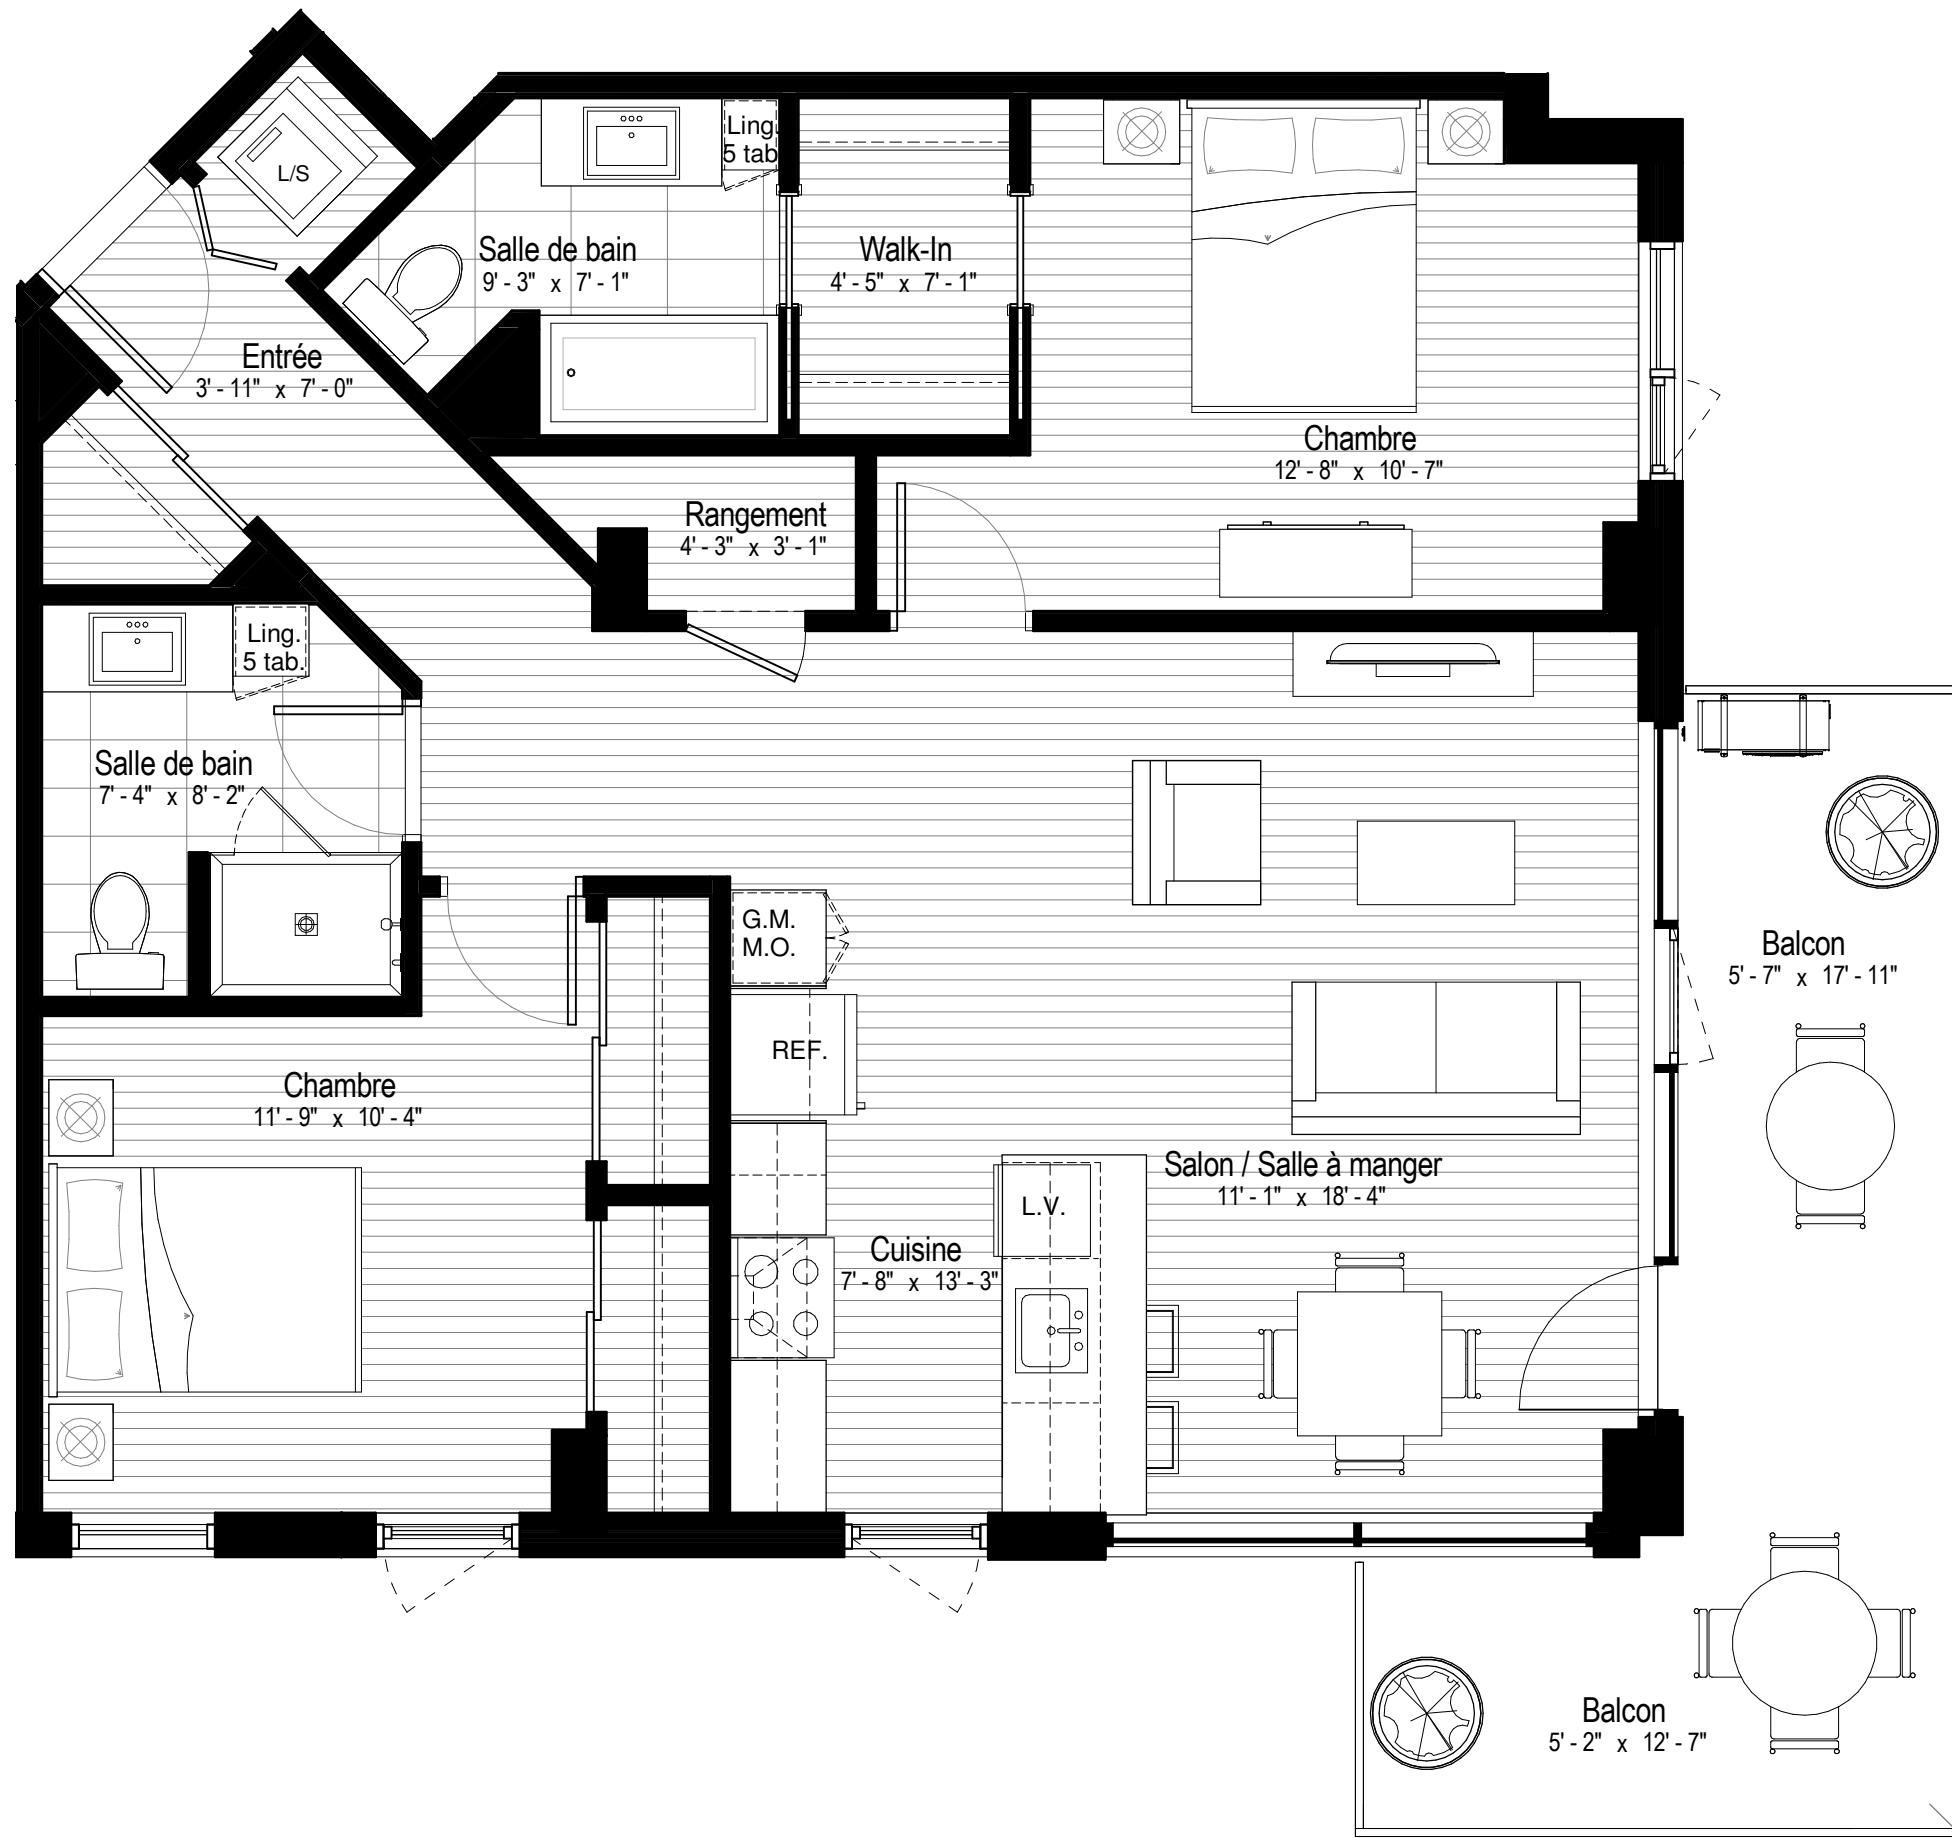 L/S
Ling.
5 tab
Salle de bain
9' - 3" x 7' - 1"
Walk-In
4' - 5" x 7' - 1"
Entrée
3' - 11" x 7' - 0"
Chambre
12' - 8" x 10' - 7"
Rangement
4' - 3" x 3' - 1"
Ling.
5 tab.
Salle de bain
7' - 4" x 8' - 2"
G.M.
M.O.
Balcon
5' - 7" x 17' - 11"
REF.
Chambre
11' - 9" x 10' - 4"
Salon / Salle à manger
11' - 1" x 18' - 4"
L.V.
Cuisine
7' - 8" x 13' - 3"
Balcon
5' - 2" x 12' - 7"